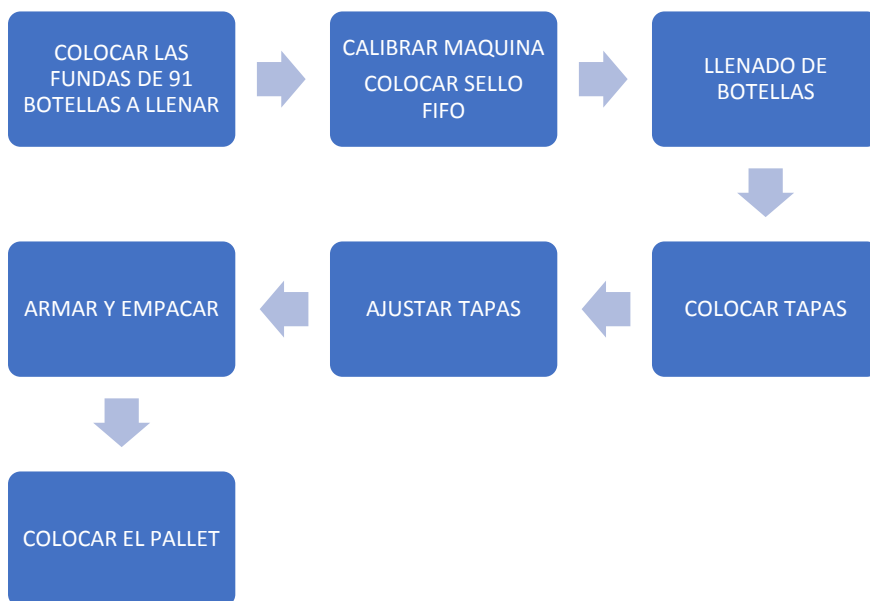 COLOCAR LAS
FUNDAS DE 91
BOTELLAS A LLENAR
CALIBRAR MAQUINA
COLOCAR SELLO
FIFO
LLENADO DE
BOTELLAS
COLOCAR TAPAS
AJUSTAR TAPAS
ARMAR Y EMPACAR
COLOCAR EL PALLET